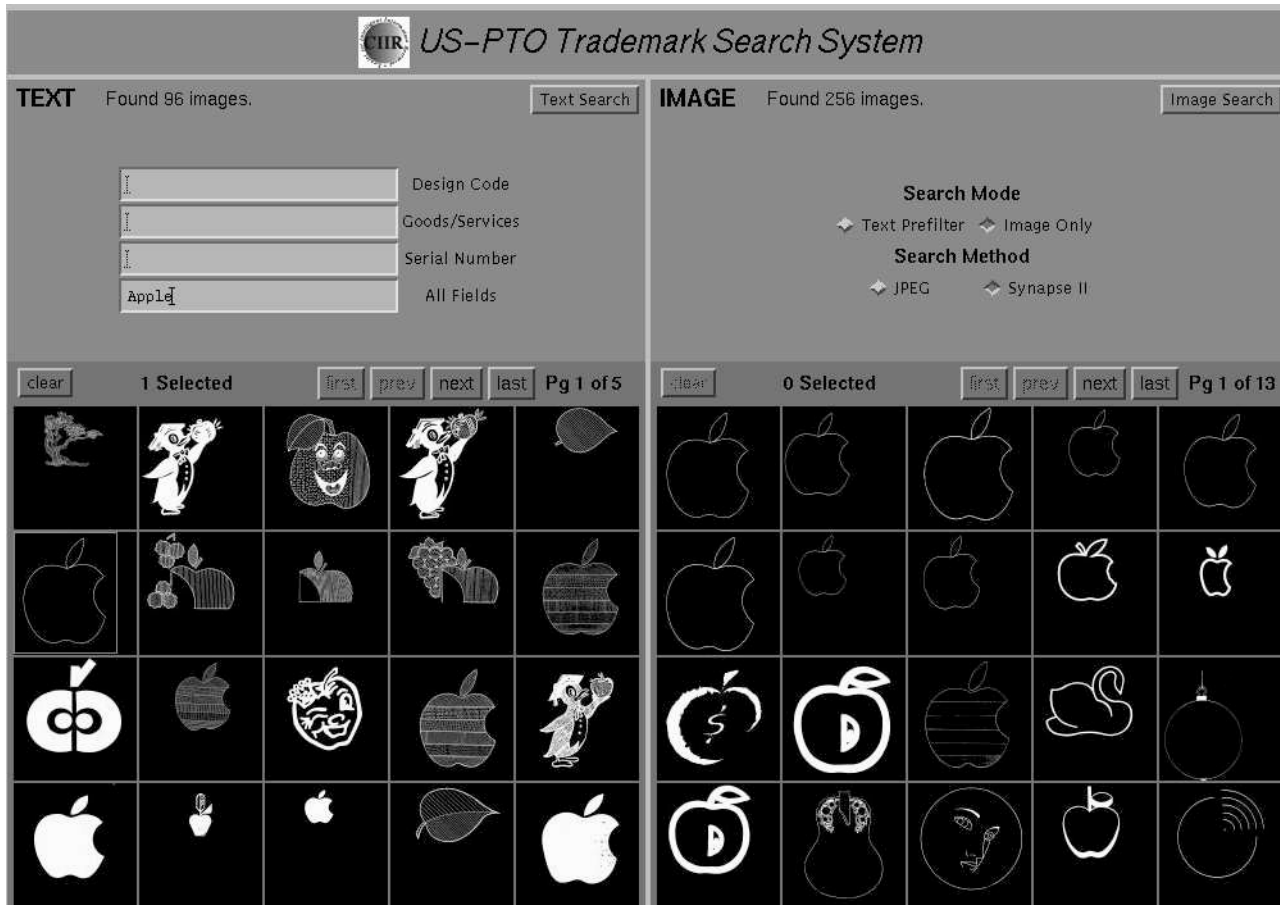 CIIR US-PTO Trademark Search System
TEXT Found 96 images. Text Search
Design Code
Goods/Services
Serial Number
Apple All Fields
clear 1 Selected first prev next last Pg 1 of 5
IMAGE Found 256 images. Image Search
Search Mode
Text Prefilter Image Only
Search Method
JPEG Synapse II
clear 0 Selected first prev next last Pg 1 of 13